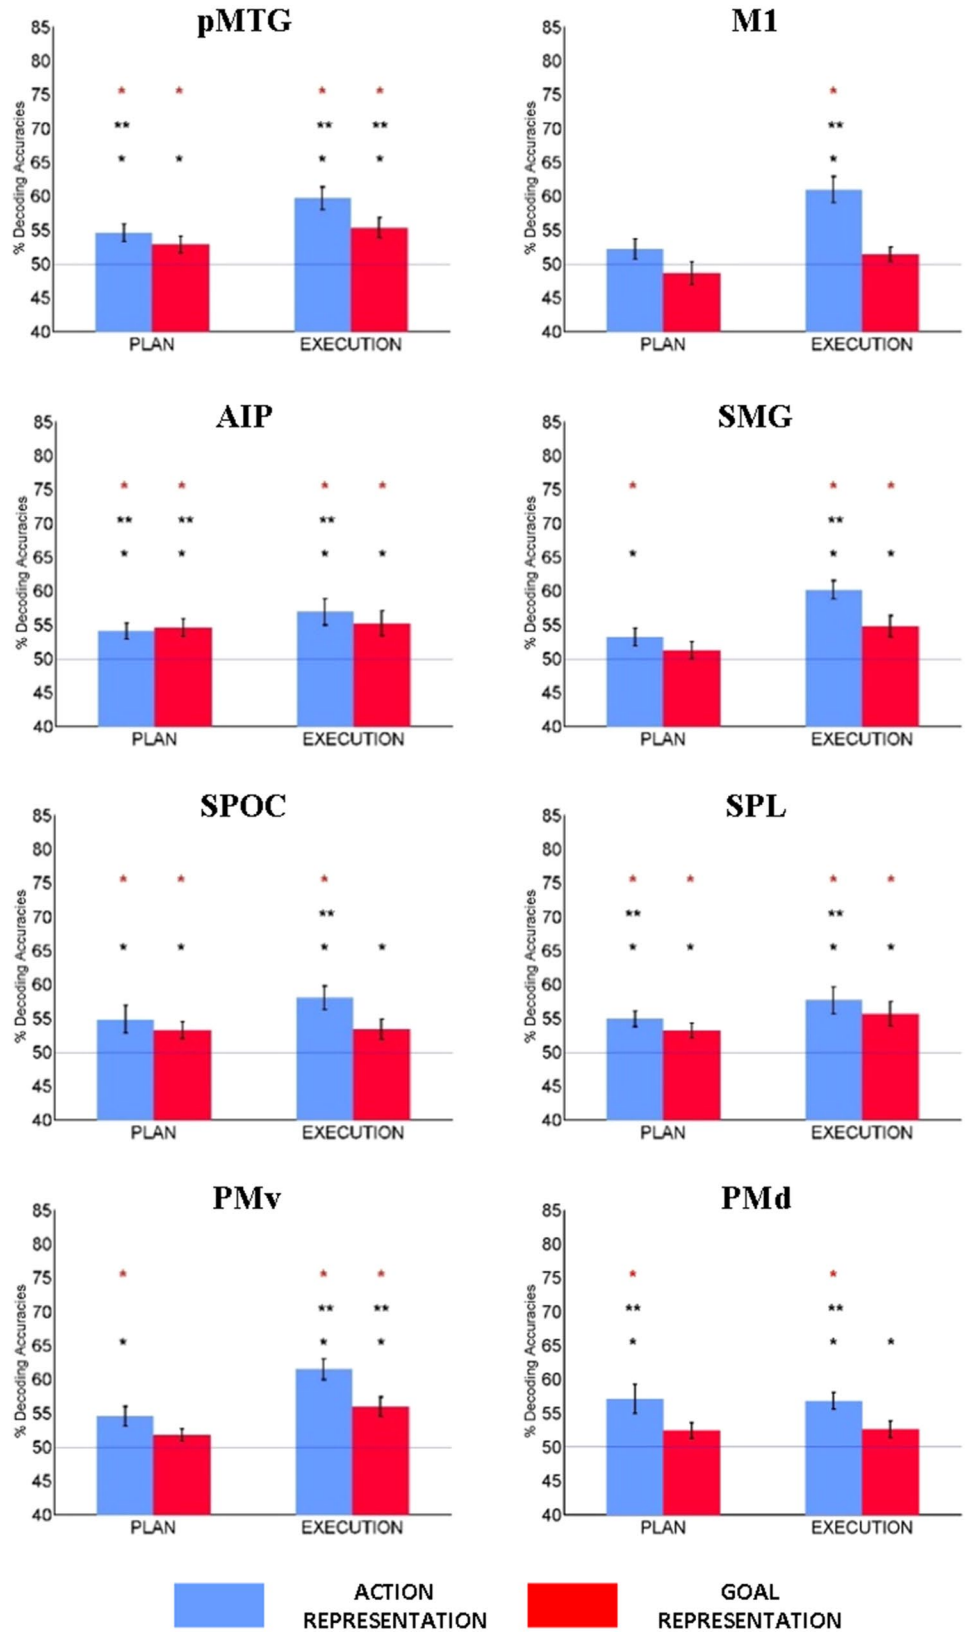 pMTG
85
80
75
70
65
60
55
50
45
40
% Decoding Accuracies
* * * *
** ** **
* * * *
PLAN EXECUTION
M1
85
80
75
70
65
60
55
50
45
40
% Decoding Accuracies
*
**
*
PLAN EXECUTION
AIP
85
80
75
70
65
60
55
50
45
40
% Decoding Accuracies
* * * *
** ** **
* * * *
PLAN EXECUTION
SMG
85
80
75
70
65
60
55
50
45
40
% Decoding Accuracies
* * *
**
* * *
PLAN EXECUTION
SPOC
85
80
75
70
65
60
55
50
45
40
% Decoding Accuracies
* * *
**
* * * *
PLAN EXECUTION
SPL
85
80
75
70
65
60
55
50
45
40
% Decoding Accuracies
* * * *
** **
* * * *
PLAN EXECUTION
PMv
85
80
75
70
65
60
55
50
45
40
% Decoding Accuracies
* * *
** **
* * *
PLAN EXECUTION
PMd
85
80
75
70
65
60
55
50
45
40
% Decoding Accuracies
* *
** **
* * *
PLAN EXECUTION
ACTION
REPRESENTATION
GOAL
REPRESENTATION